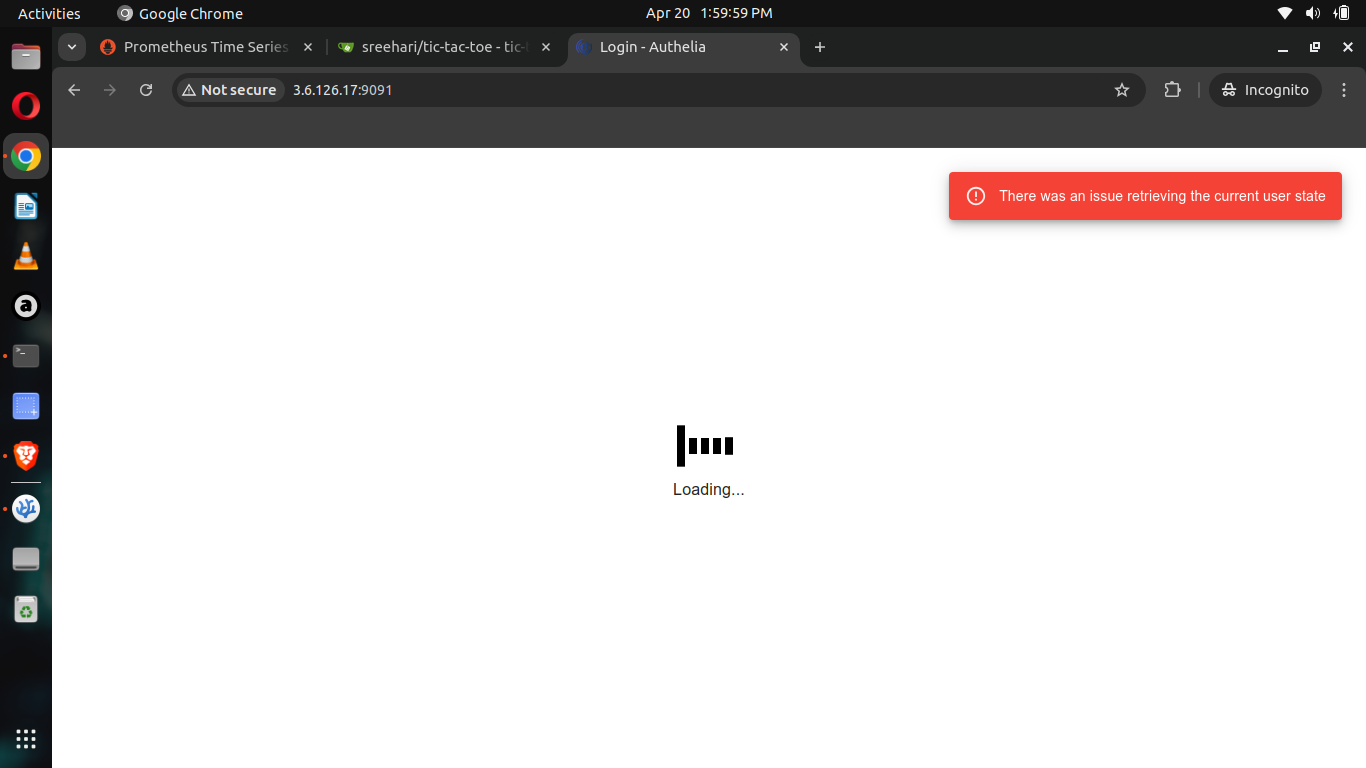 Activities
Google Chrome
Apr 20 1:59:59 PM
Prometheus Time Series
sreehari/tic-tac-toe - tic-
Login - Authelia
Not secure
3.6.126.17:9091
Incognito
There was an issue retrieving the current user state
Loading...